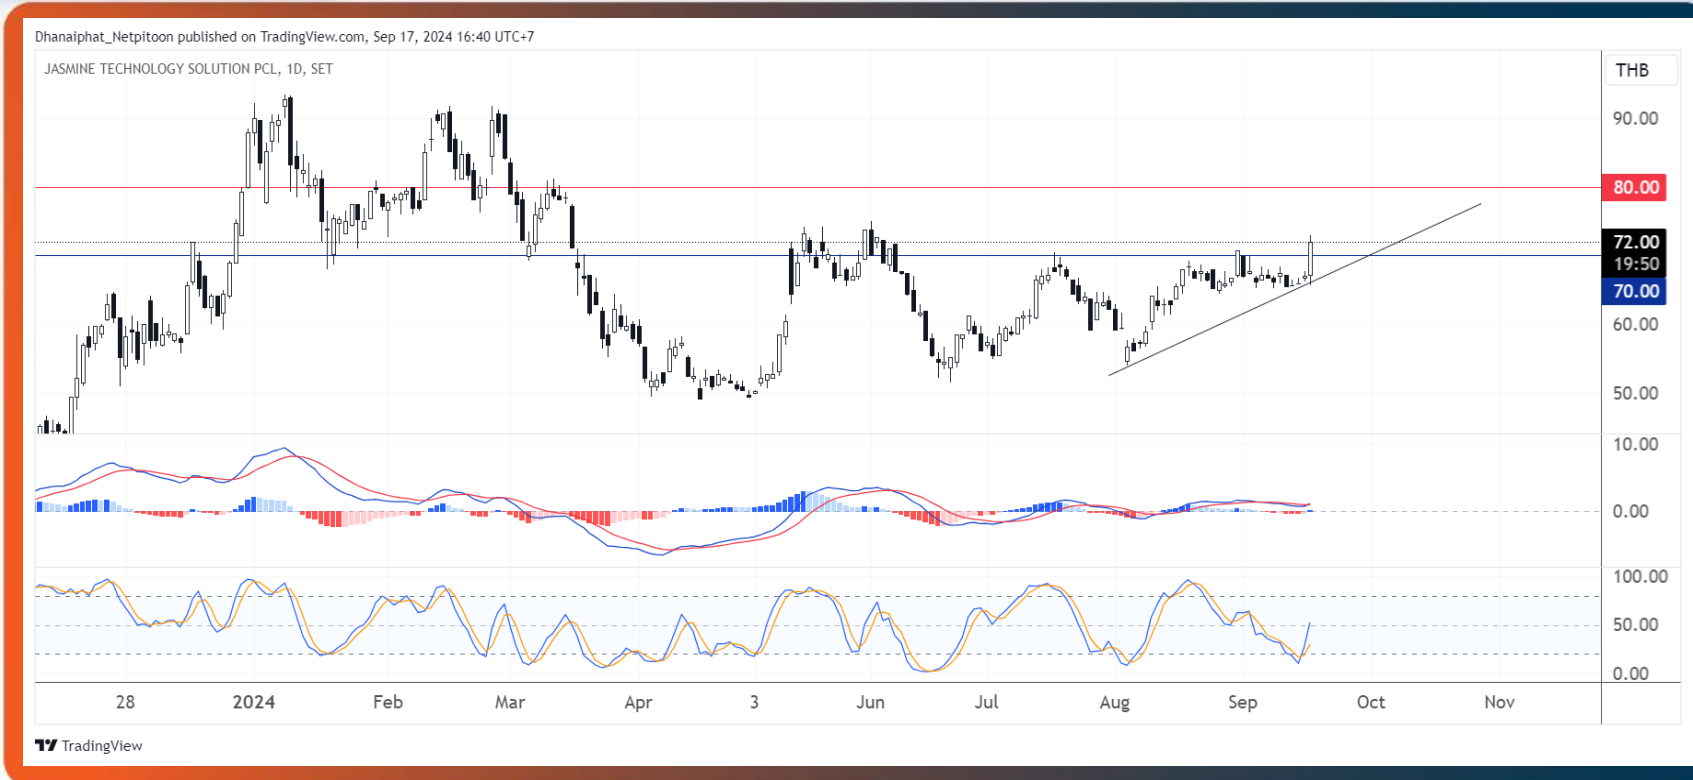 Dhanaiphat_Netpitoon published on TradingView.com, Sep 17, 2024 16:40 UTC+7
JASMINE TECHNOLOGY SOLUTION PCL, 1D, SET
THB
90.00
80.00
72.00
19:50
70.00
60.00
50.00
10.00
0.00
100.00
50.00
0.00
28 2024 Feb Mar Apr 3 Jun Jul Aug Sep Oct Nov
TradingView